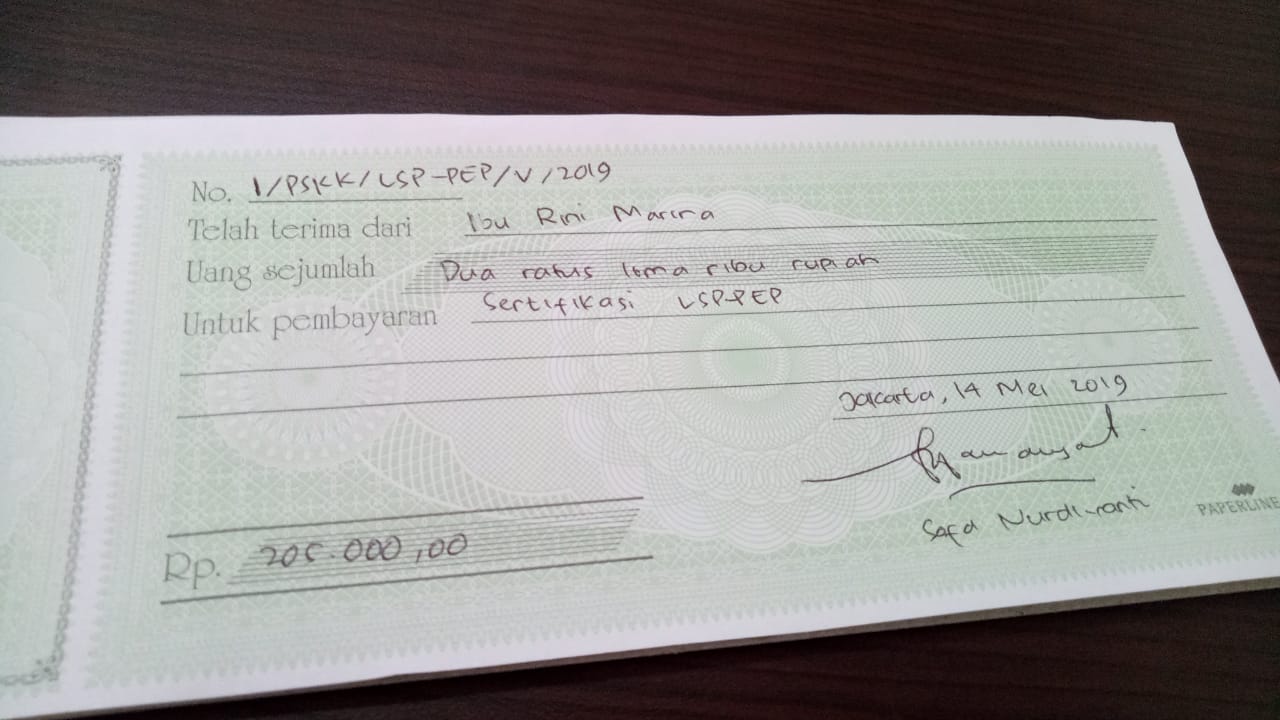 No. 1/PSKK/LSP-PEP/V/2019
Telah terima dari Ibu Rini Marina
Uang sejumlah Dua ratus lima ribu rupiah
Untuk pembayaran Sertifikasi LSP-PEP
Jakarta, 14 Mei 2019
Nurdiyanti
PAPERLINE
Rp. 205.000,00